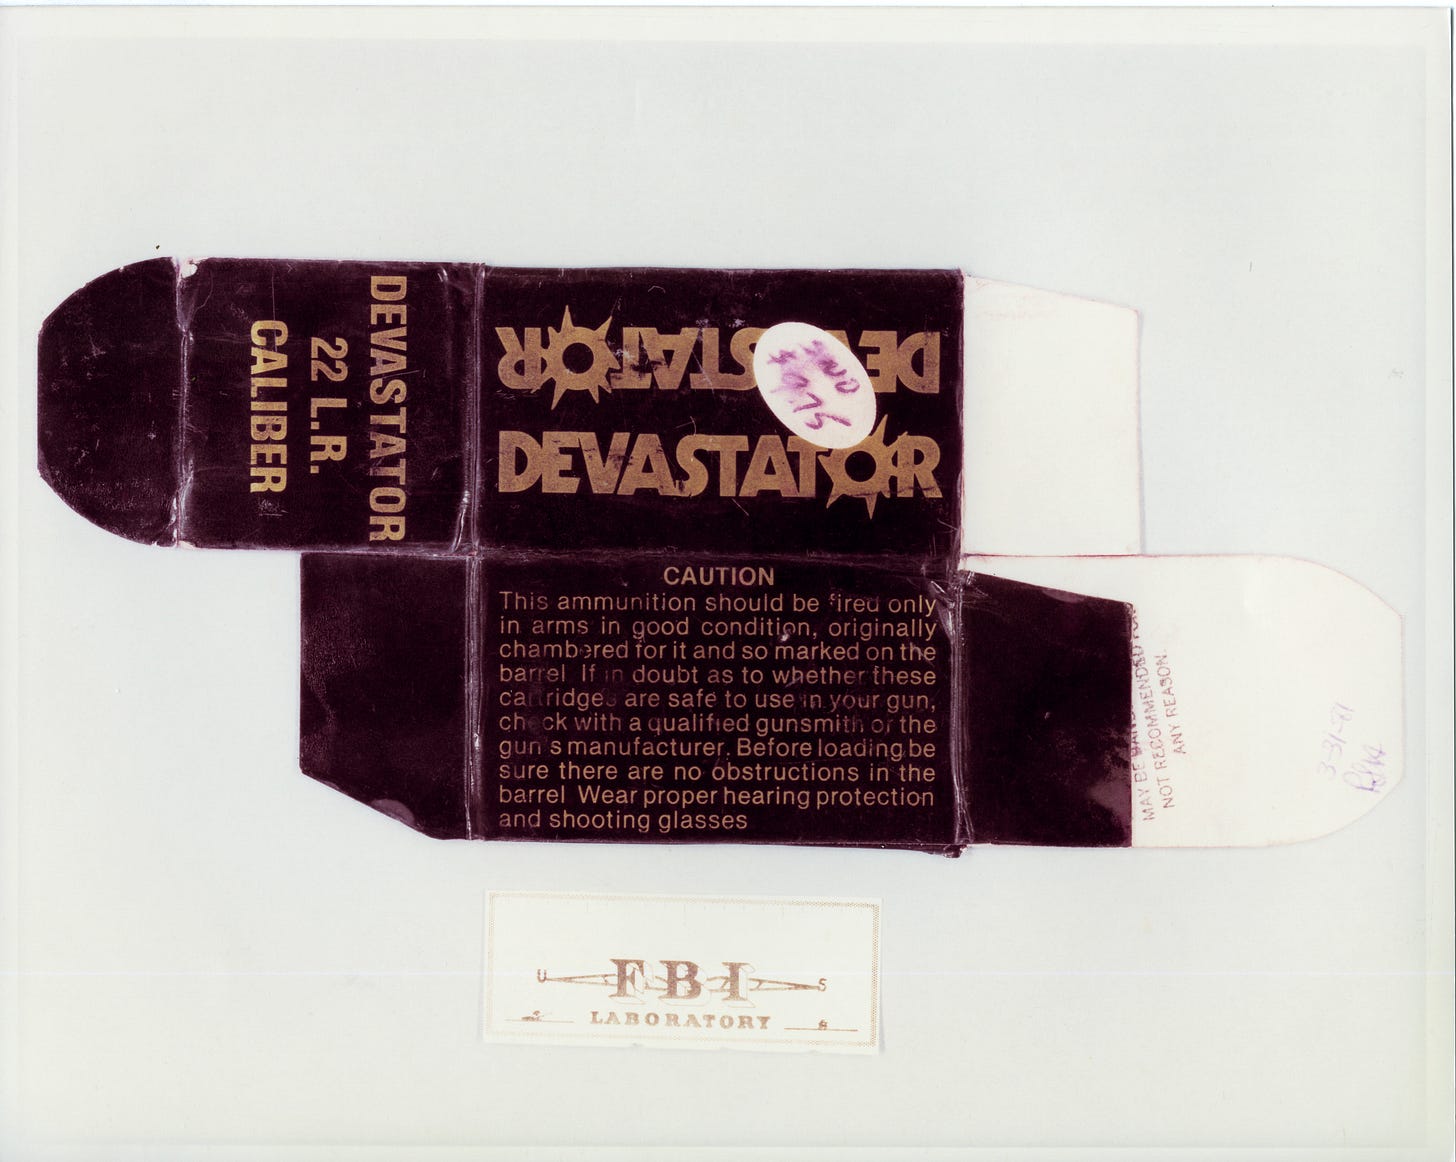 DEVASTATOR
22 L.R.
CALIBER
DEVASTATOR
DEVASTATOR
CAUTION
This ammunition should be fired only
in arms in good condition, originally
chambered for it and so marked on the
barrel If in doubt as to whether these
cartridges are safe to use in your gun,
check with a qualified gunsmith or the
gun s manufacturer. Before loading be
sure there are no obstructions in the
barrel Wear proper hearing protection
and shooting glasses
MAY BE
NOT RECOMMENDED FOR
ANY REASON.
3-31-81
U FBI S
LABORATORY